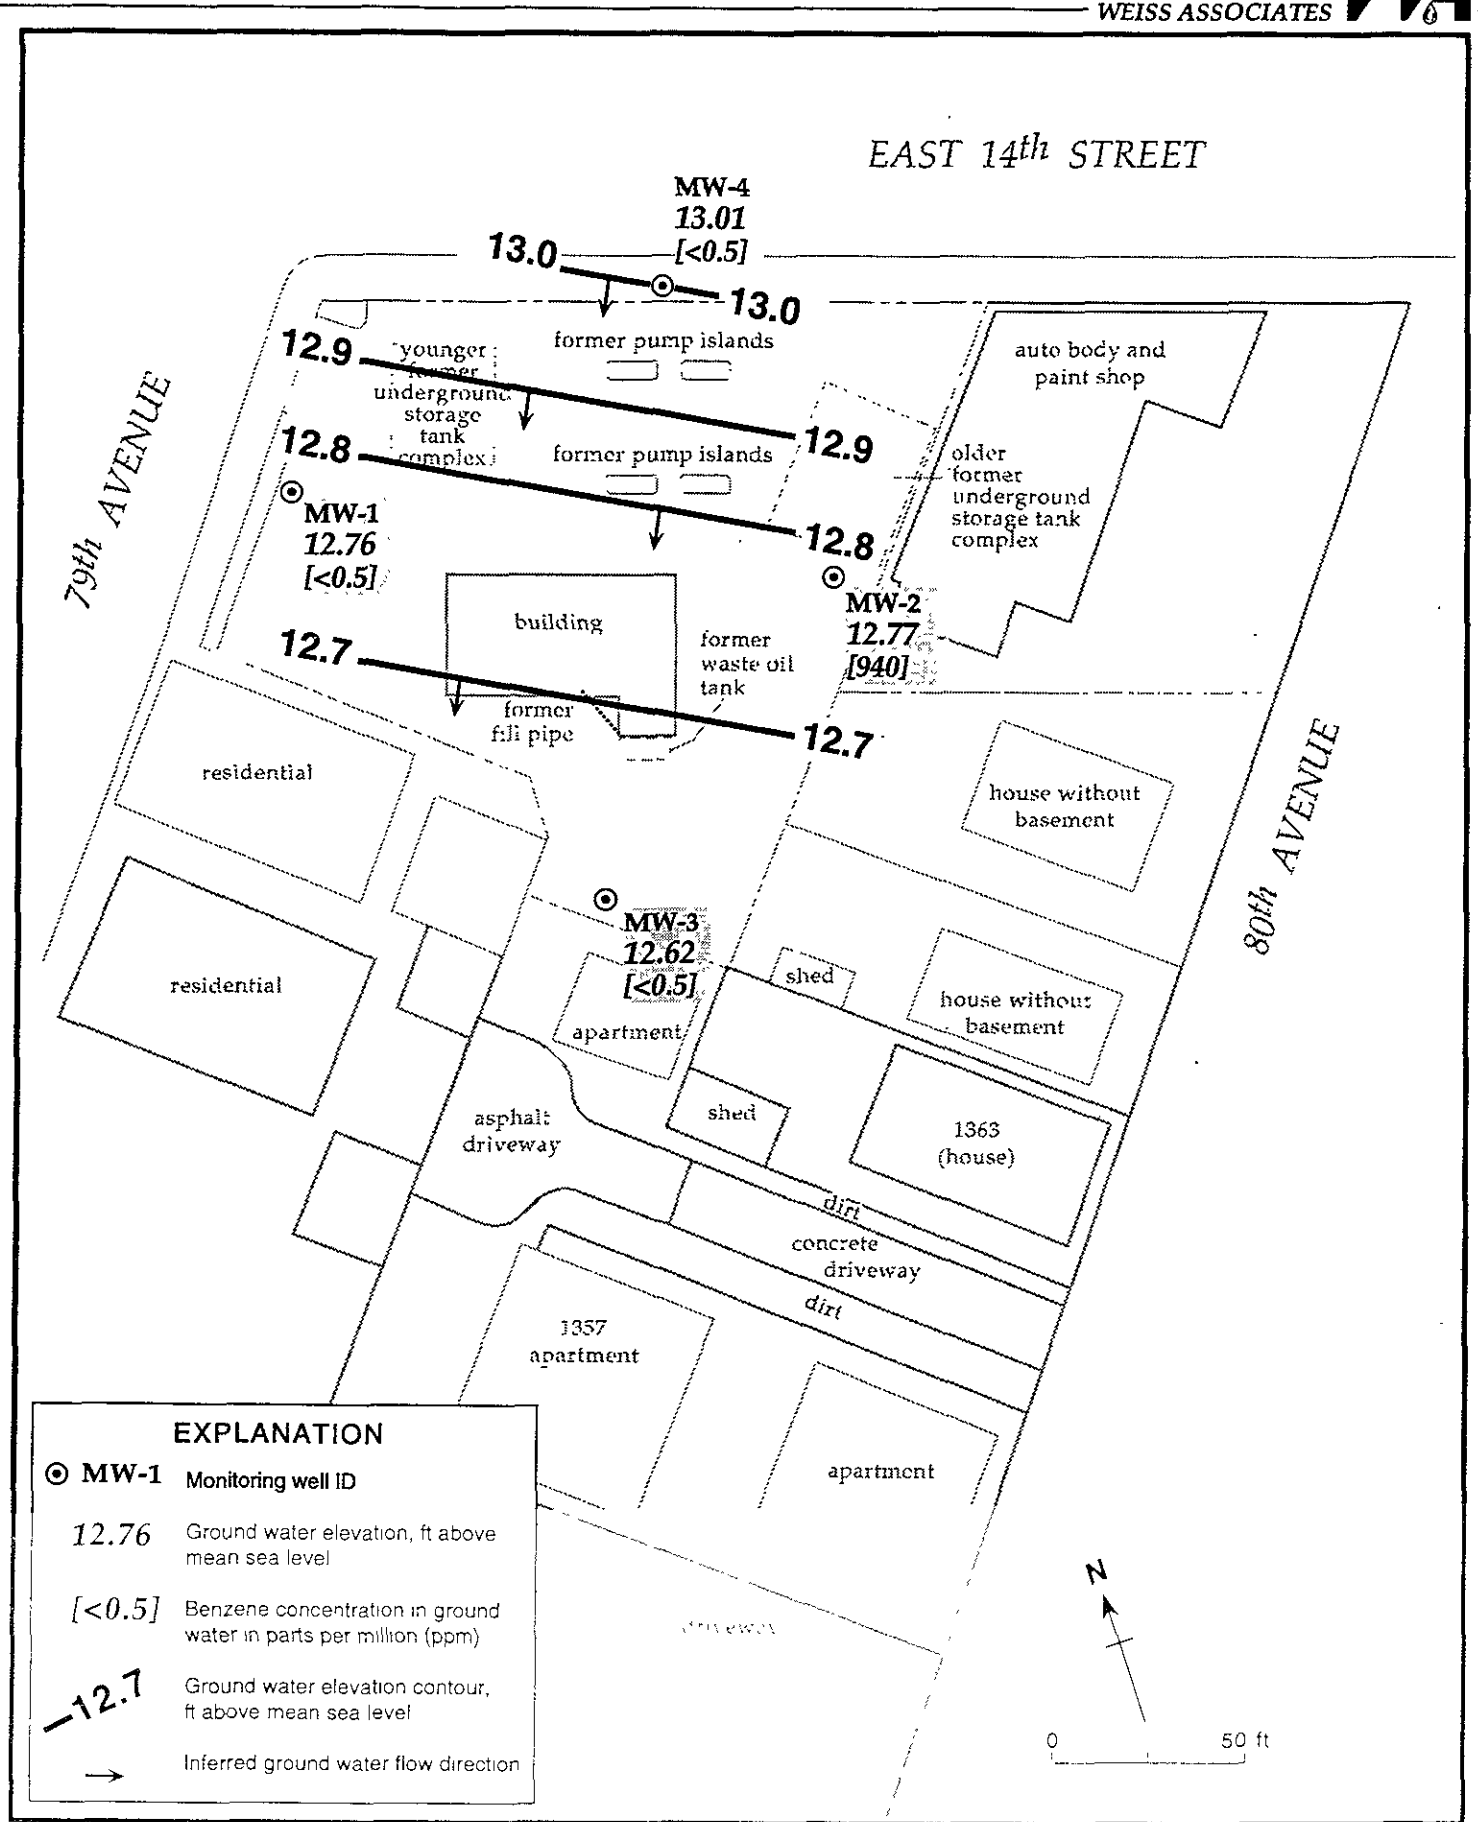 WEISS ASSOCIATES
EAST 14th STREET
MW-4
13.01
[<0.5]
13.0
13.0
12.9
younger
former
underground
storage
tank
complex
former pump islands
auto body and
paint shop
79th AVENUE
12.8
former pump islands
12.9
older
former
underground
storage tank
complex
MW-1
12.76
[<0.5]
12.8
MW-2
12.77
[940]
building
12.7
former
waste oil
tank
former
fill pipe
12.7
residential
house without
basement
80th AVENUE
MW-3
12.62
[<0.5]
residential
shed
house without
basement
apartment
asphalt
driveway
shed
1363
(house)
dirt
concrete
driveway
dirt
1357
apartment
apartment
driveway
EXPLANATION
MW-1 Monitoring well ID
12.76 Ground water elevation, ft above
mean sea level
[<0.5] Benzene concentration in ground
water in parts per million (ppm)
12.7 Ground water elevation contour,
ft above mean sea level
→ Inferred ground water flow direction
N
0 50 ft